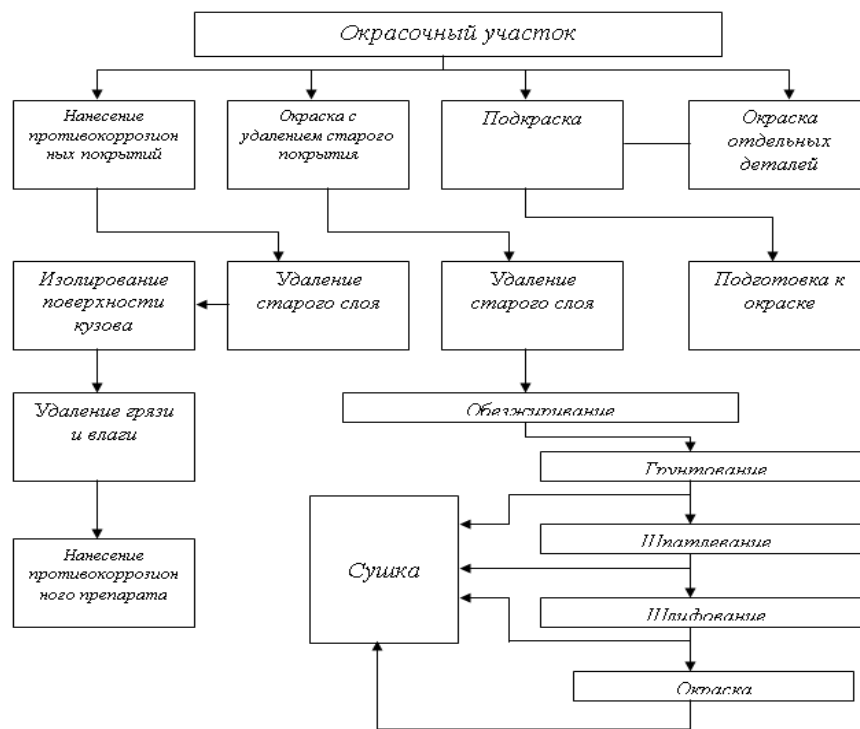 Окрасочный участок
Нанесение
противокоррозион
ных покрытий
Окраска с
удалением старого
покрытия
Подкраска
Окраска
отдельных
деталей
Изолирование
поверхности
кузова
Удаление
старого слоя
Удаление
старого слоя
Подготовка к
окраске
Удаление грязи
и влаги
Обезжиривание
Грунтование
Нанесение
противокоррозион
ного препарата
Сушка
Шпатлевание
Шлифование
Окраска